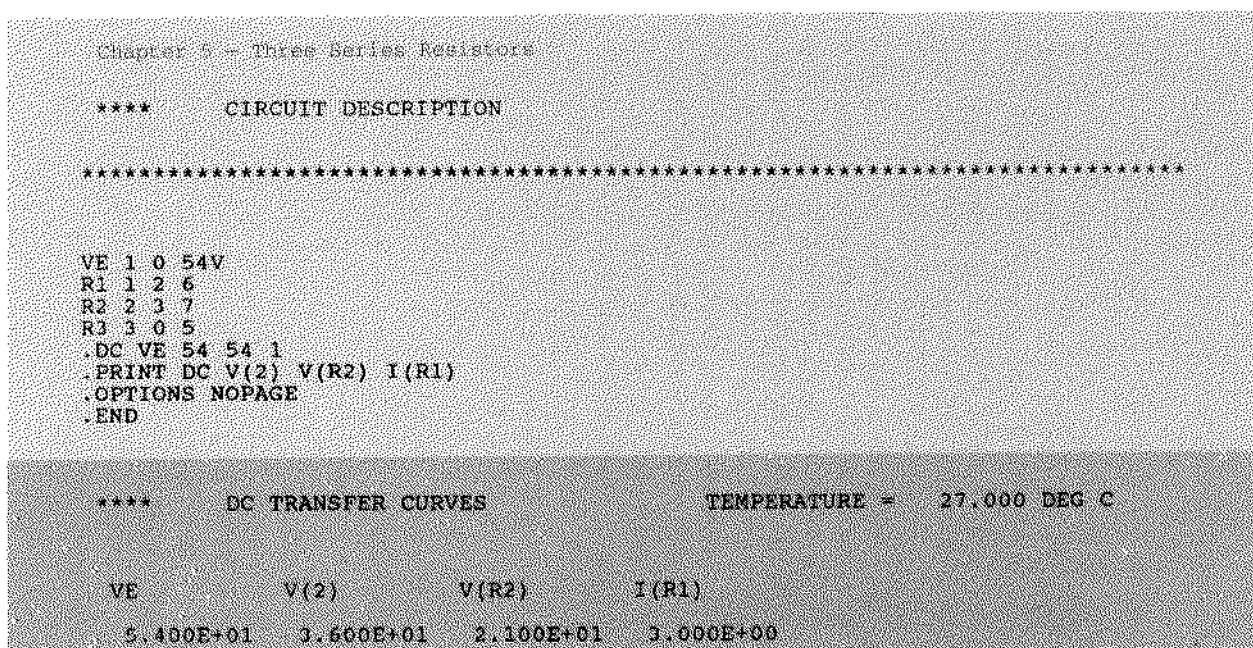 Chapter 5 - Three Series Resistors
**** CIRCUIT DESCRIPTION
******************************************************************************
VE 1 0 54V
R1 1 2 6
R2 2 3 7
R3 3 0 5
.DC VE 54 54 1
.PRINT DC V(2) V(R2) I(R1)
.OPTIONS NOPAGE
.END
**** DC TRANSFER CURVES TEMPERATURE = 27.000 DEG C
VE V(2) V(R2) I(R1)
5.400E+01 3.600E+01 2.100E+01 3.000E+00